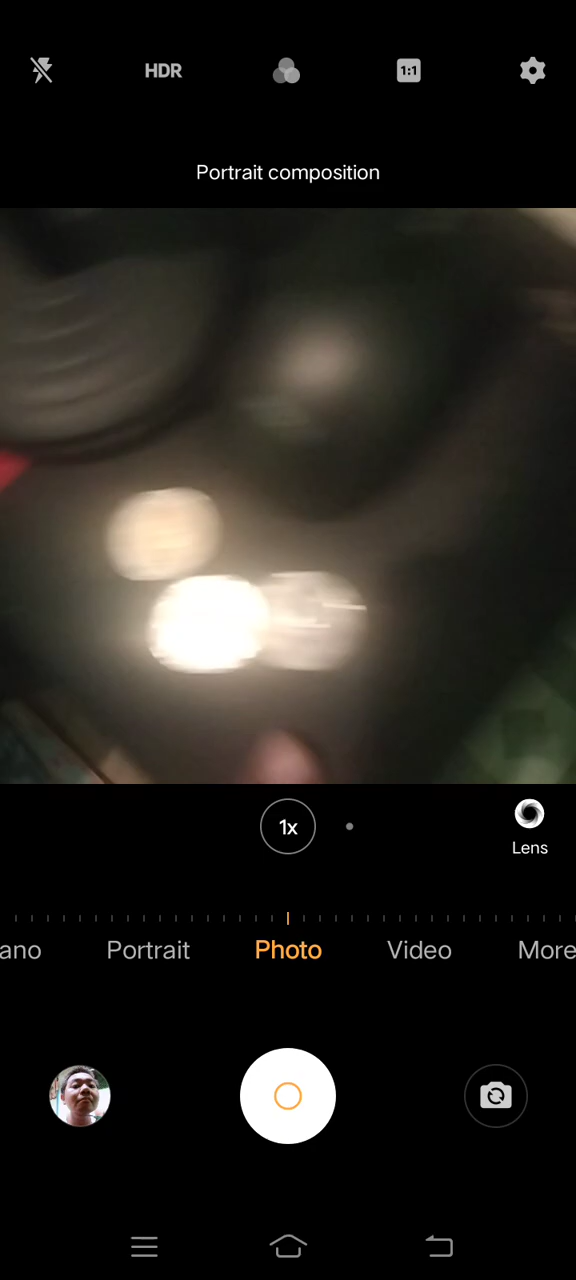 HDR
1:1
Portrait composition
1x
Lens
ano Portrait Photo Video More